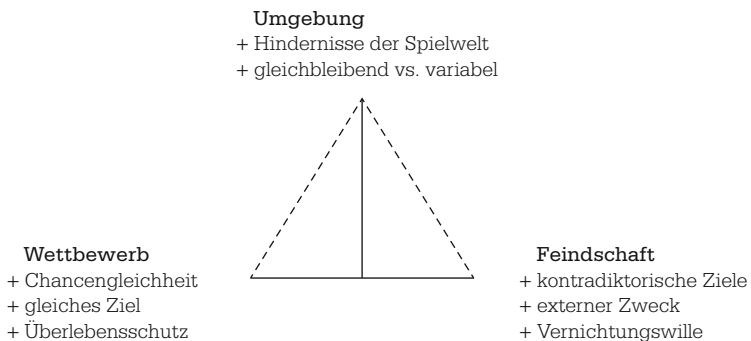 Umgebung
+ Hindernisse der Spielwelt
+ gleichbleibend vs. variabel
Wettbewerb
+ Chancengleichheit
+ gleiches Ziel
+ Überlebensschutz
Feindschaft
+ kontradiktorische Ziele
+ externer Zweck
+ Vernichtungswille